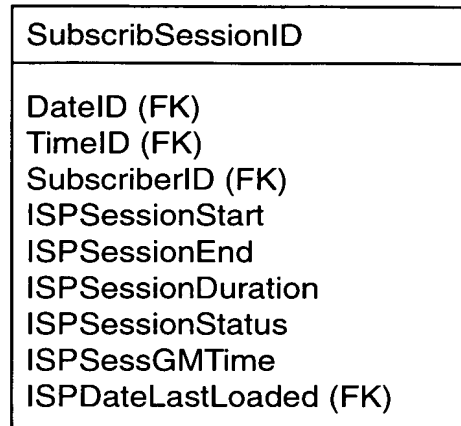 SubscribSessionID
DateID (FK)
TimeID (FK)
SubscriberID (FK)
ISPSessionStart
ISPSessionEnd
ISPSessionDuration
ISPSessionStatus
ISPSessGMTime
ISPDateLastLoaded (FK)